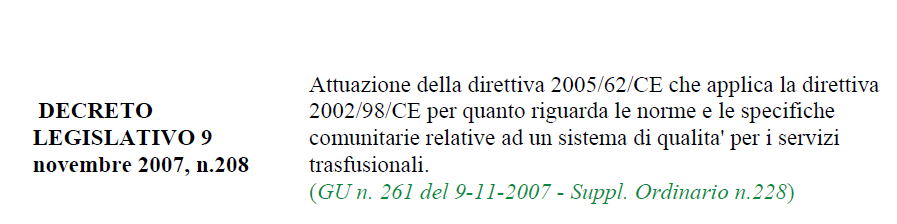 DECRETO
LEGISLATIVO 9
novembre 2007, n.208
Attuazione della direttiva 2005/62/CE che applica la direttiva
2002/98/CE per quanto riguarda le norme e le specifiche
comunitarie relative ad un sistema di qualita' per i servizi
trasfusionali.
(GU n. 261 del 9-11-2007 - Suppl. Ordinario n.228)